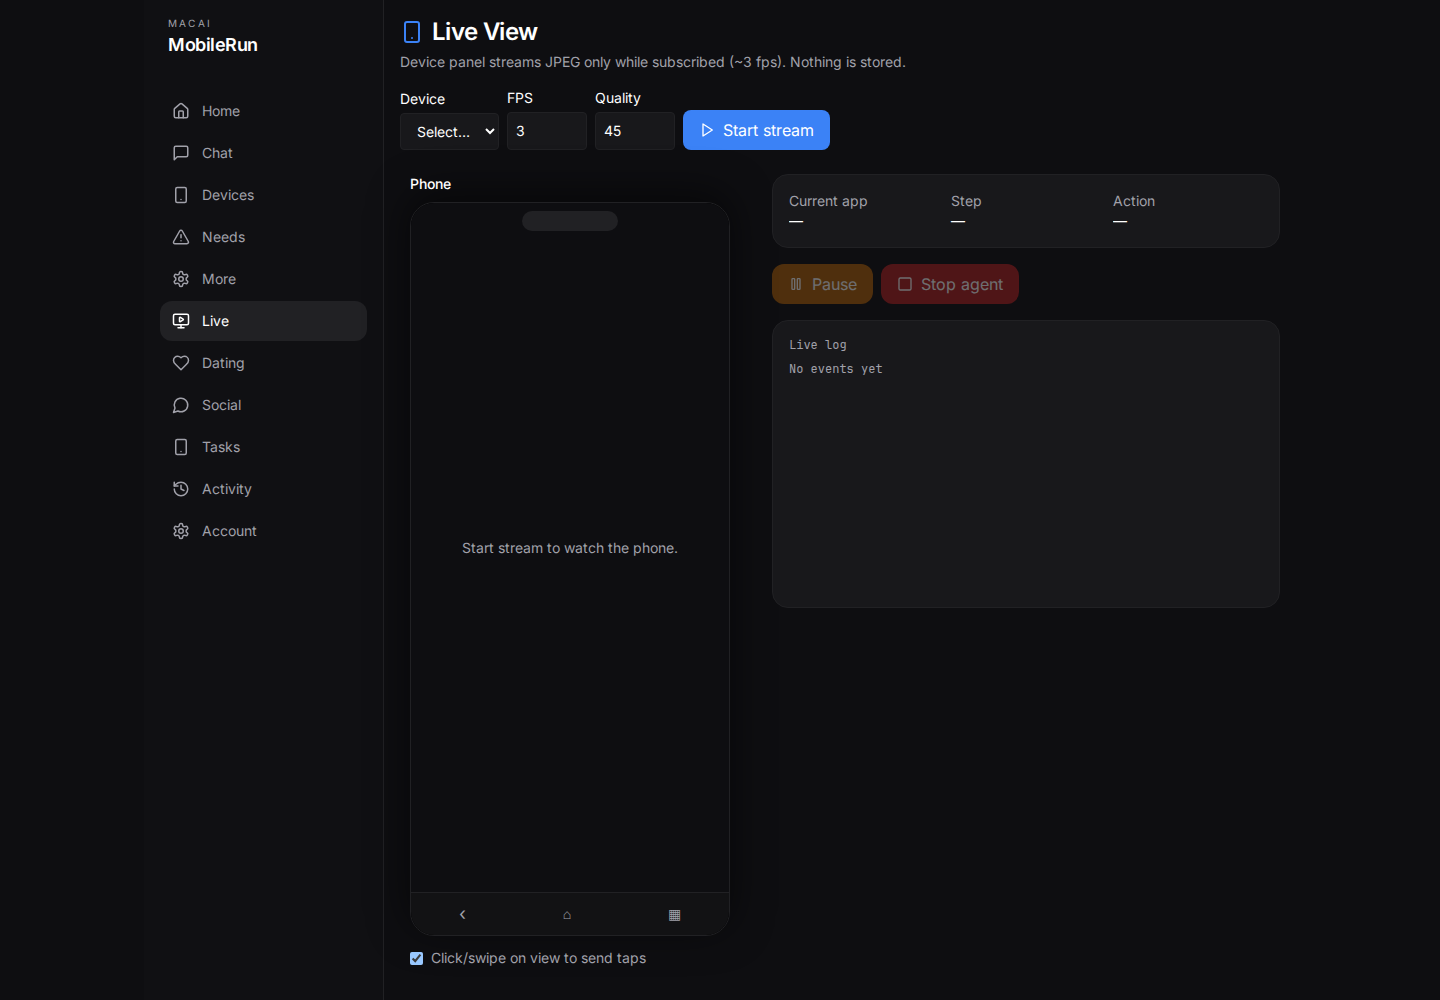 MACAI
MobileRun
Home
Chat
Devices
Needs
More
Live
Dating
Social
Tasks
Activity
Account
Live View
Device panel streams JPEG only while subscribed (~3 fps). Nothing is stored.
Device
FPS
Quality
Select...
3
45
Start stream
Phone
Start stream to watch the phone.
Click/swipe on view to send taps
Current app
Step
Action
—
—
—
Pause
Stop agent
Live log
No events yet